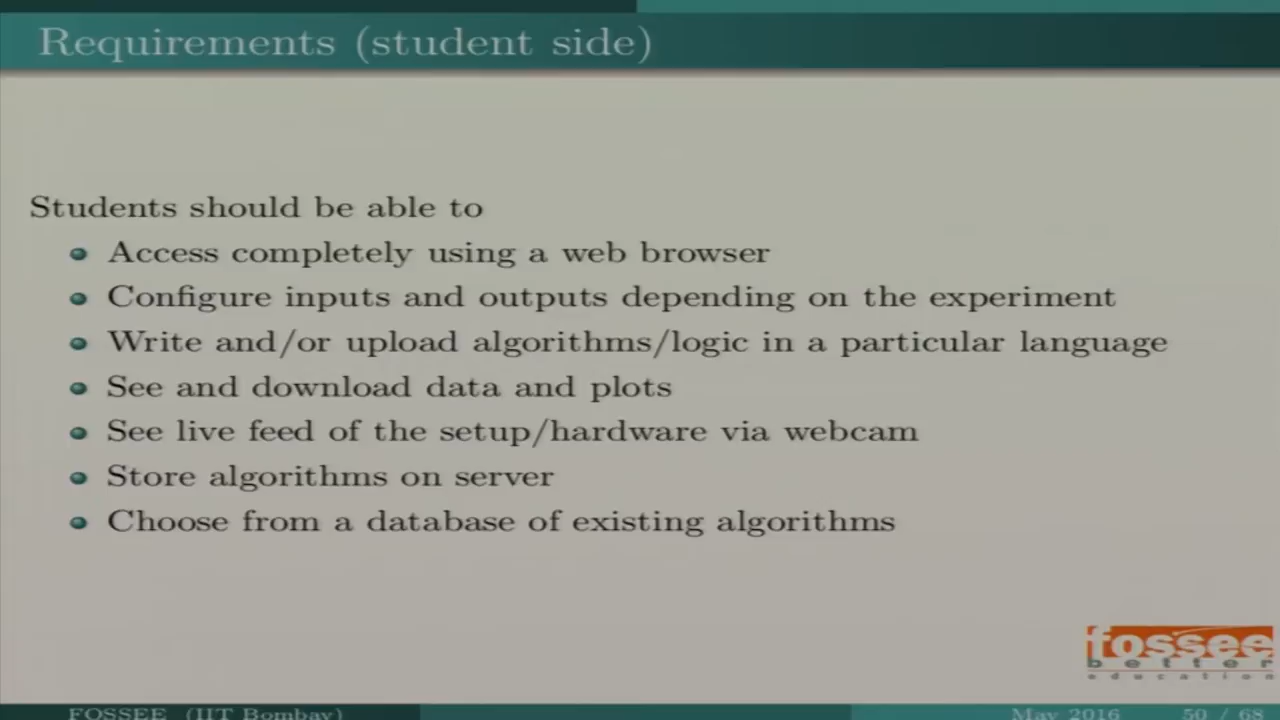 Requirements (student side)
Students should be able to
Access completely using a web browser
Configure inputs and outputs depending on the experiment
Write and/or upload algorithms/logic in a particular language
See and download data and plots
See live feed of the setup/hardware via webcam
Store algorithms on server
Choose from a database of existing algorithms
fossee
better
education
FOSSEE (IIT Bombay)
May 2016
50 / 68